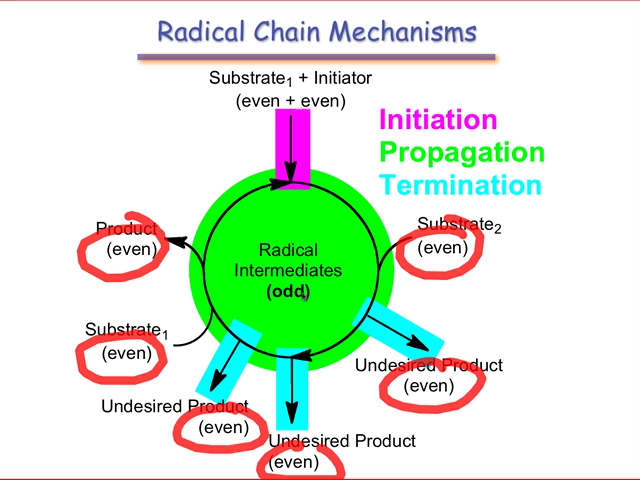 Radical Chain Mechanisms
Substrate1 + Initiator
(even + even)
Initiation
Propagation
Termination
Product
(even)
Substrate2
(even)
Radical
Intermediates
(odd)
Substrate1
(even)
Undesired Product
(even)
Undesired Product
(even)
Undesired Product
(even)